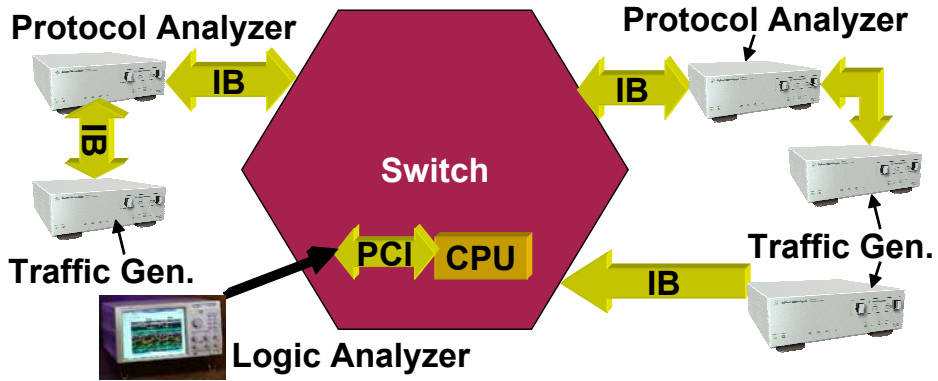 Protocol Analyzer
Protocol Analyzer
IB
IB
IB
Switch
PCI
CPU
Traffic Gen.
Traffic Gen.
IB
Logic Analyzer